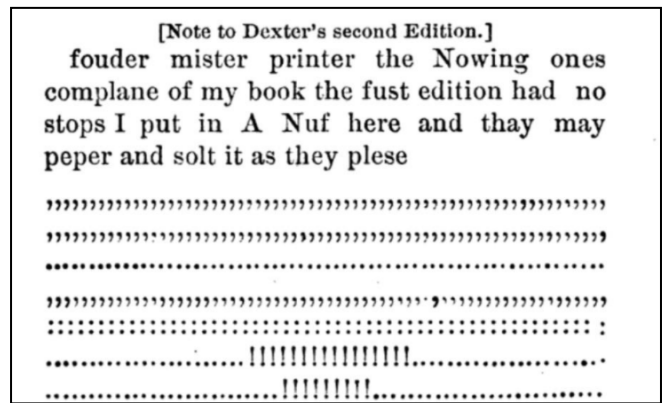 [Note to Dexter's second Edition.]
fouder mister printer the Nowing ones
complane of my book the fust edition had no
stops I put in A Nuf here and thay may
peper and solt it as they plese
,,,,,,,,,,,,,,,,,,,,,,,,,,,,,,,,,,,,,,,,,,,,,,,,,,,,,,,,,,,,,,,,
,,,,,,,,,,,,,,,,,,,,,,,,,,,,,,,,,,,,,,,,,,,,,,,,,,,,,,,,,,,,,,,,
................................................................
,,,,,,,,,,,,,,,,,,,,,,,,,,,,,,,,,,,,,,,,,,,,,,,,,,,,,,,,,,,,,,,,
::::::::::::::::::::::::::::::::::::::::::::::::::
.......................!!!!!!!!!!!!!!!!!......................
..........................!!!!!!!!!...........................